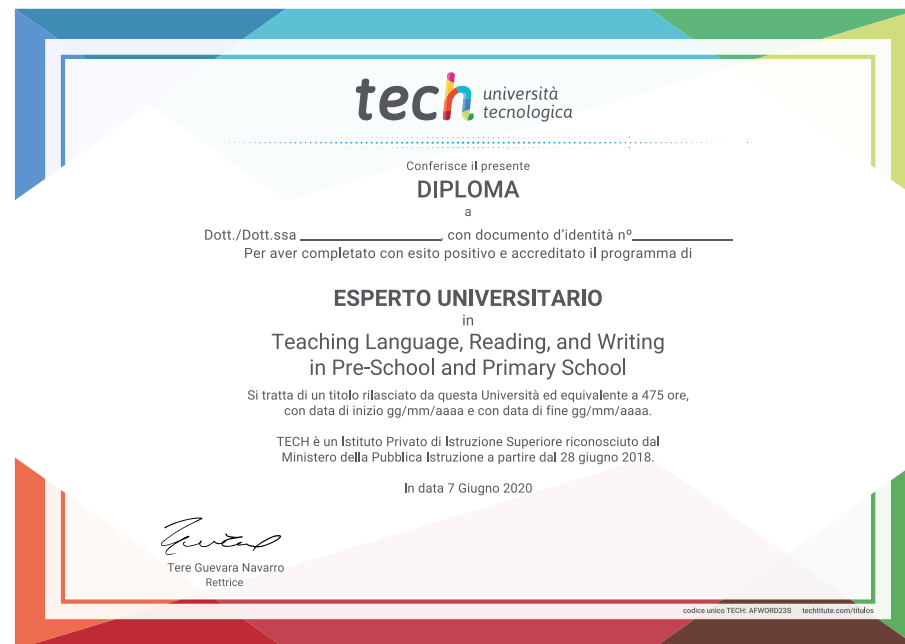 tech università
tecnologica
Conferisce il presente
DIPLOMA
a
Dott./Dott.ssa ____________, con documento d'identità nº____________
Per aver completato con esito positivo e accreditato il programma di
ESPERTO UNIVERSITARIO
in
Teaching Language, Reading, and Writing
in Pre-School and Primary School
Si tratta di un titolo rilasciato da questa Università ed equivalente a 475 ore,
con data di inizio gg/mm/aaaa e con data di fine gg/mm/aaaa.
TECH è un Istituto Privato di Istruzione Superiore riconosciuto dal
Ministero della Pubblica Istruzione a partire dal 28 giugno 2018.
In data 7 Giugno 2020
Tere Guevara Navarro
Rettrice
codice unico TECH: AFWORD23S techtitute.com/titulos